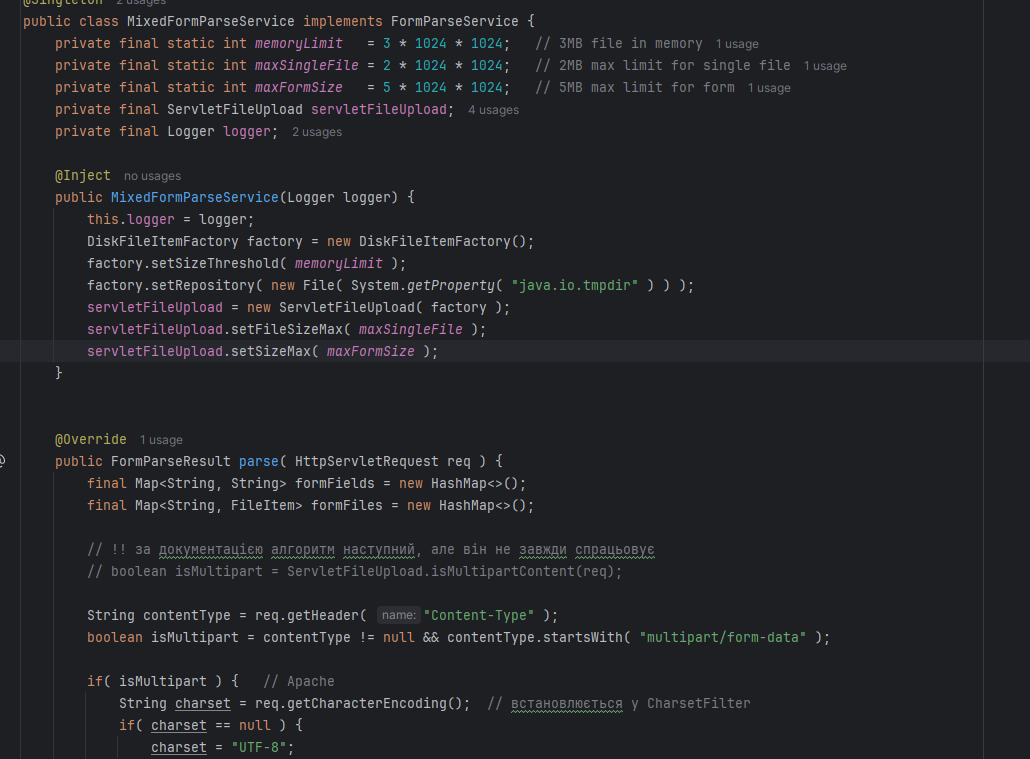 @Singleton 2 usages
public class MixedFormParseService implements FormParseService {
    private final static int memoryLimit   = 3 * 1024 * 1024;   // 3MB file in memory  1 usage
    private final static int maxSingleFile = 2 * 1024 * 1024;   // 2MB max limit for single file  1 usage
    private final static int maxFormSize   = 5 * 1024 * 1024;   // 5MB max limit for form  1 usage
    private final ServletFileUpload servletFileUpload;  4 usages
    private final Logger logger;  2 usages
    @Inject  no usages
    public MixedFormParseService(Logger logger) {
        this.logger = logger;
        DiskFileItemFactory factory = new DiskFileItemFactory();
        factory.setSizeThreshold( memoryLimit );
        factory.setRepository( new File( System.getProperty( "java.io.tmpdir" ) ) );
        servletFileUpload = new ServletFileUpload( factory );
        servletFileUpload.setFileSizeMax( maxSingleFile );
        servletFileUpload.setSizeMax( maxFormSize );
    }
    @Override  1 usage
    public FormParseResult parse( HttpServletRequest req ) {
        final Map<String, String> formFields = new HashMap<>();
        final Map<String, FileItem> formFiles = new HashMap<>();
        // !! за документацією алгоритм наступний, але він не завжди спрацьовує
        // boolean isMultipart = ServletFileUpload.isMultipartContent(req);
        String contentType = req.getHeader( name: "Content-Type" );
        boolean isMultipart = contentType != null && contentType.startsWith( "multipart/form-data" );
        if( isMultipart ) {   // Apache
            String charset = req.getCharacterEncoding();  // встановлюється у CharsetFilter
            if( charset == null ) {
                charset = "UTF-8";